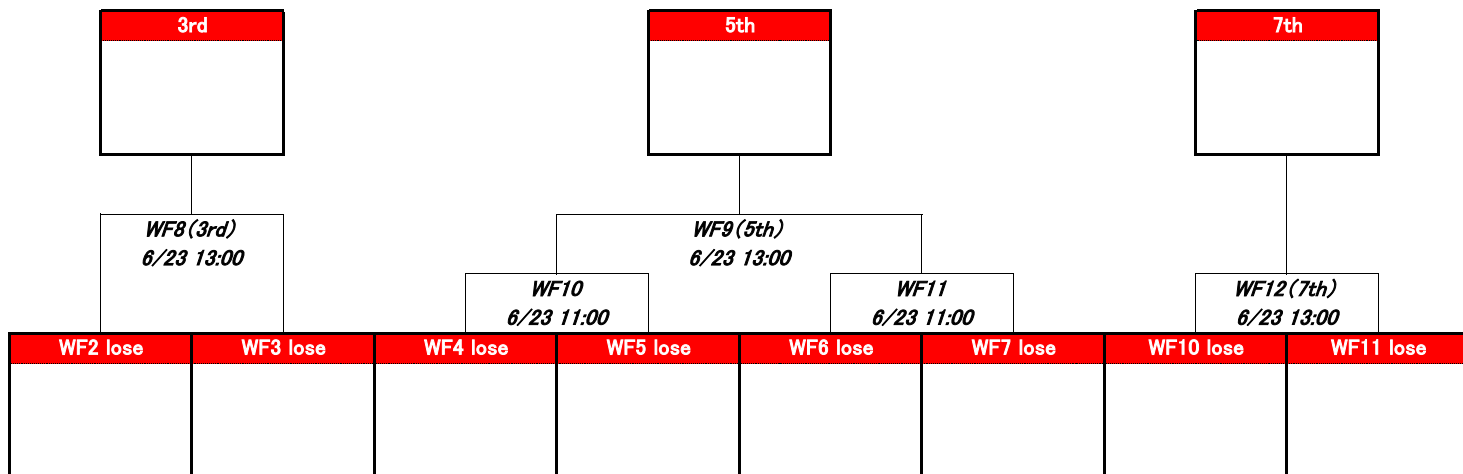 3rd
5th
7th
WF8(3rd)
6/23 13:00
WF9(5th)
6/23 13:00
WF10
6/23 11:00
WF11
6/23 11:00
WF12(7th)
6/23 13:00
WF2 lose
WF3 lose
WF4 lose
WF5 lose
WF6 lose
WF7 lose
WF10 lose
WF11 lose